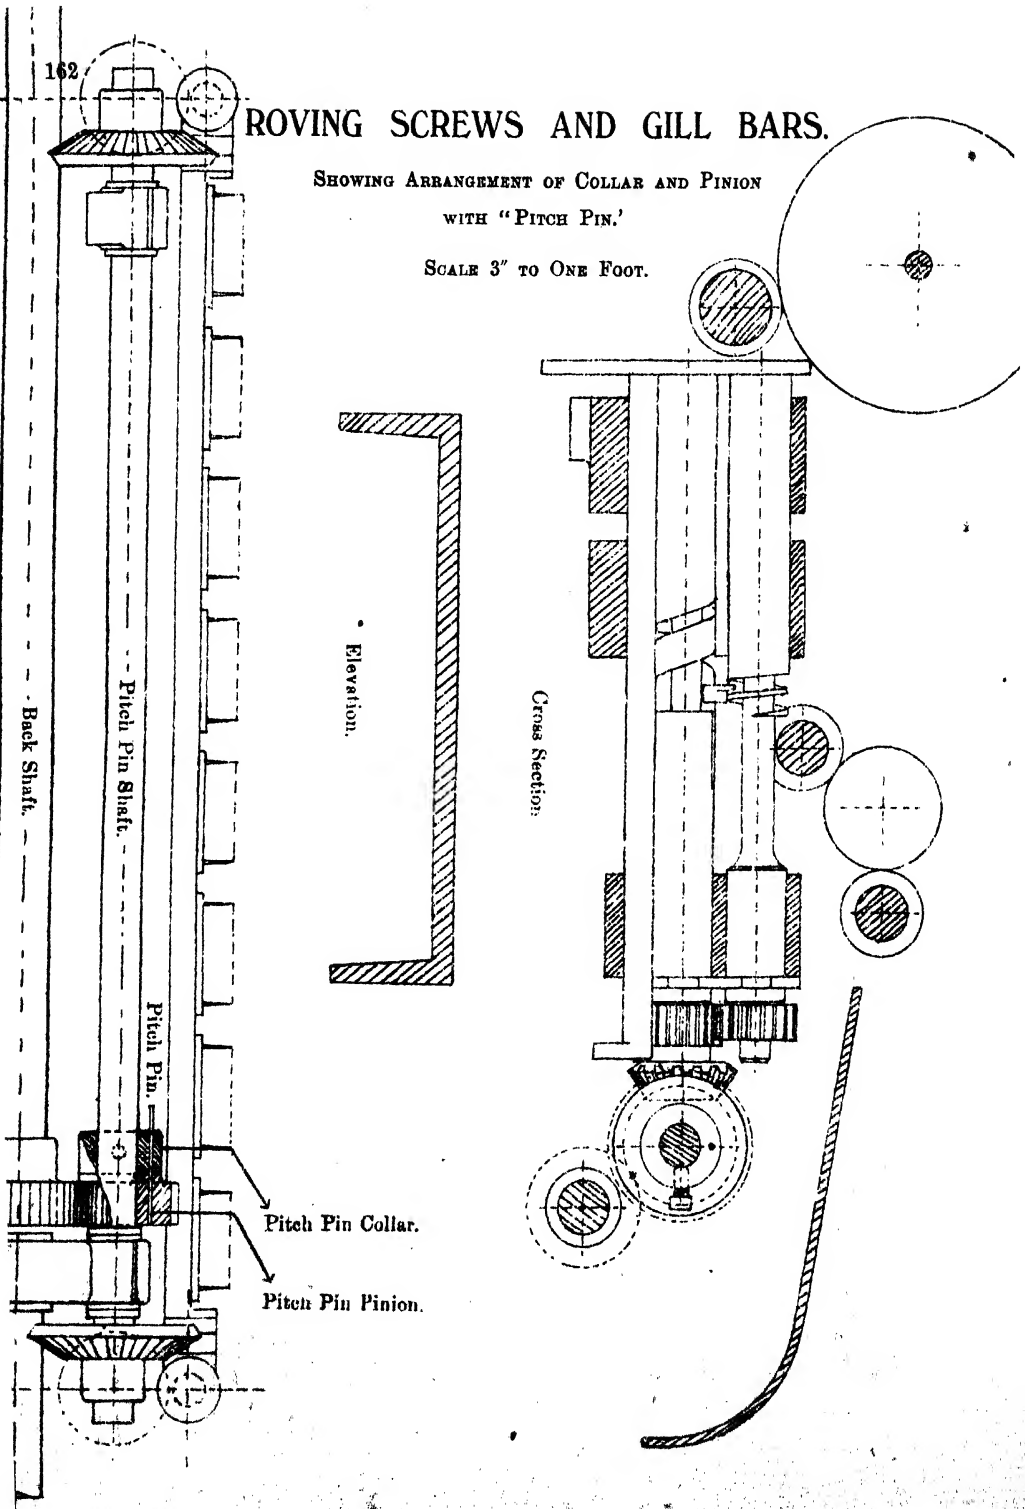 162
ROVING SCREWS AND GILL BARS.
SHOWING ARRANGEMENT OF COLLAR AND PINION
WITH "PITCH PIN.'
SCALE 3" TO ONE FOOT.
Back Shaft.
Pitch Pin Shaft.
Pitch Pin.
Elevation.
Cross Section
Pitch Pin Collar.
Pitch Pin Pinion.